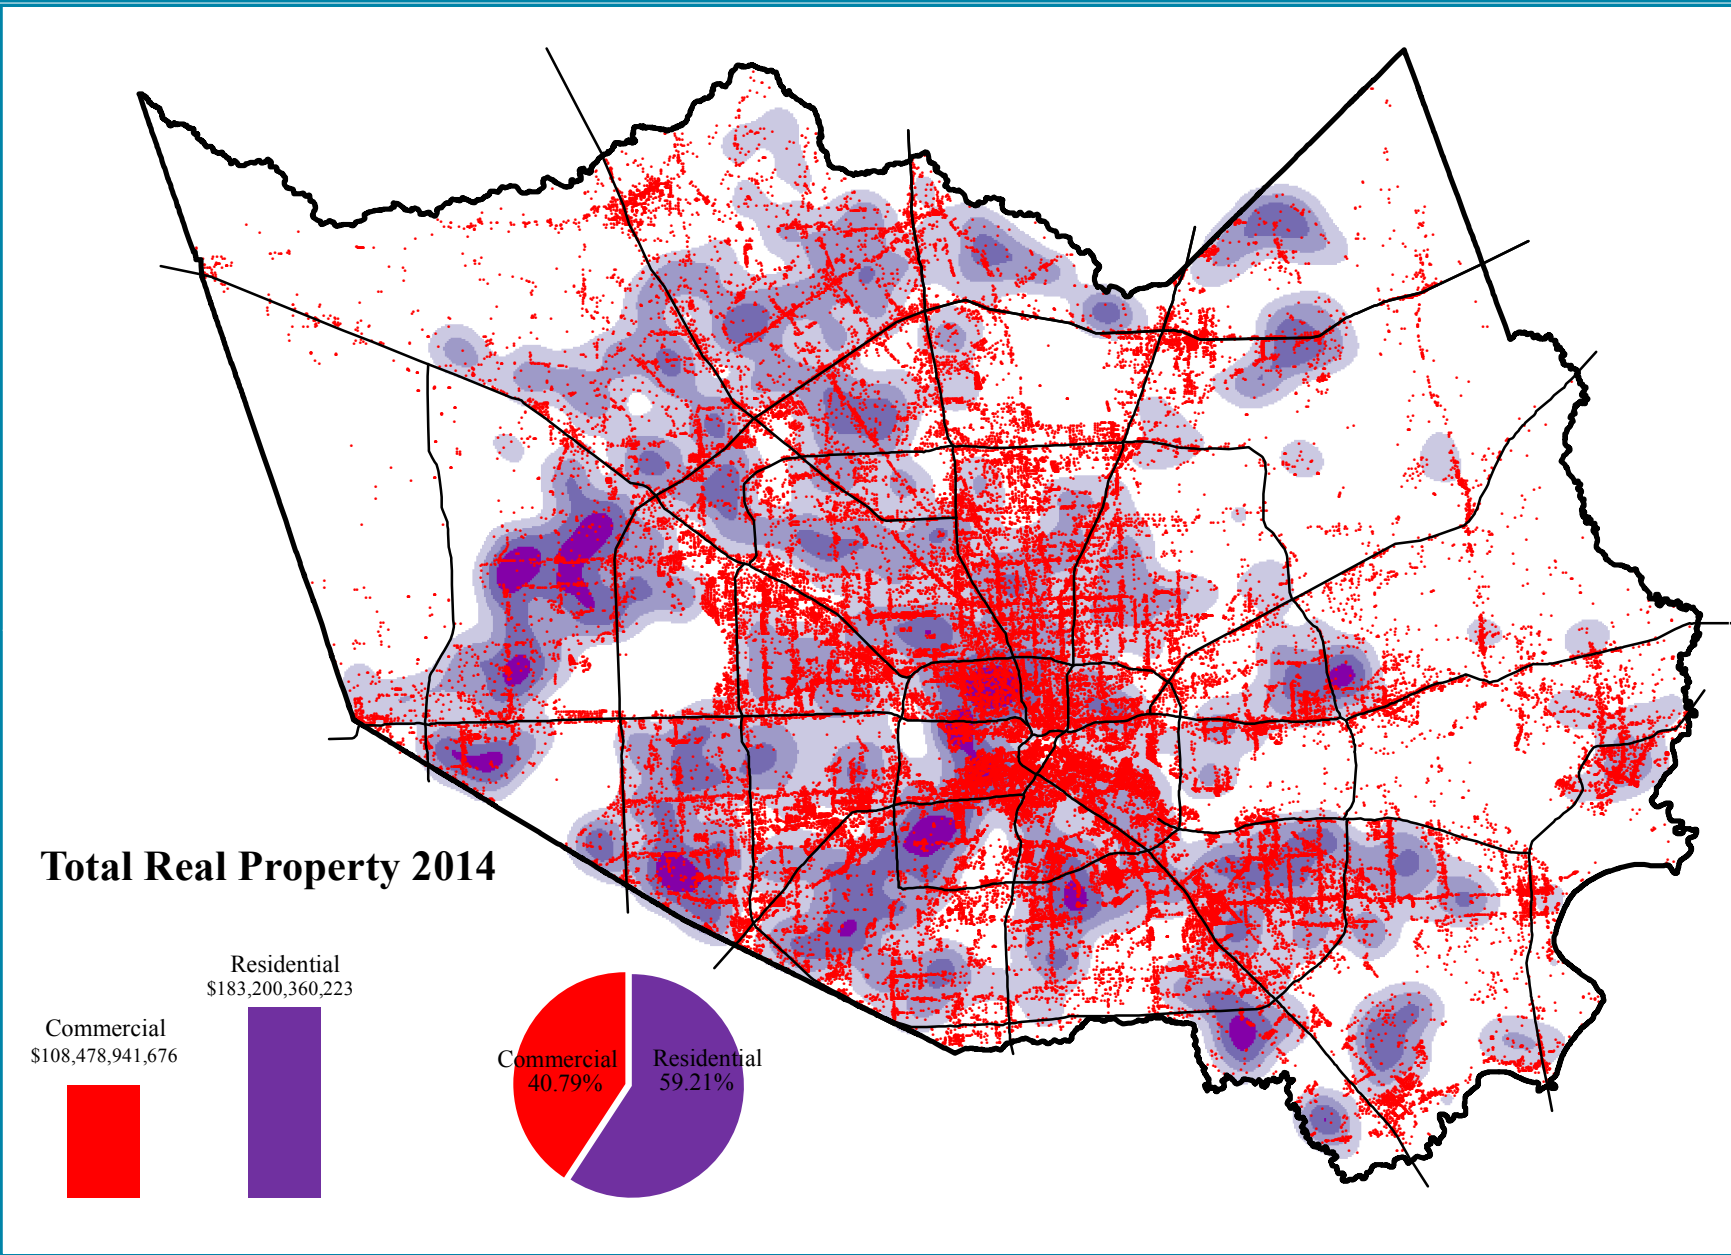 Total Real Property 2014
Residential
$183,200,360,223
Commercial
$108,478,941,676
Commercial
40.79%
Residential
59.21%